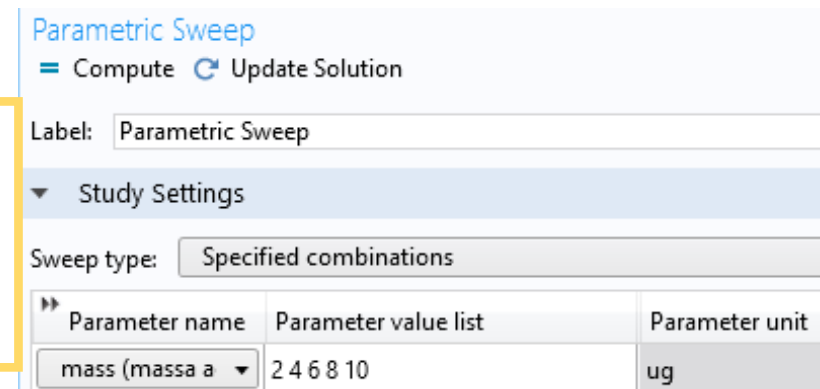 Parametric Sweep
= Compute Update Solution
Label: Parametric Sweep
Study Settings
Sweep type: Specified combinations
Parameter name Parameter value list Parameter unit
mass (massa a 2 4 6 8 10 ug